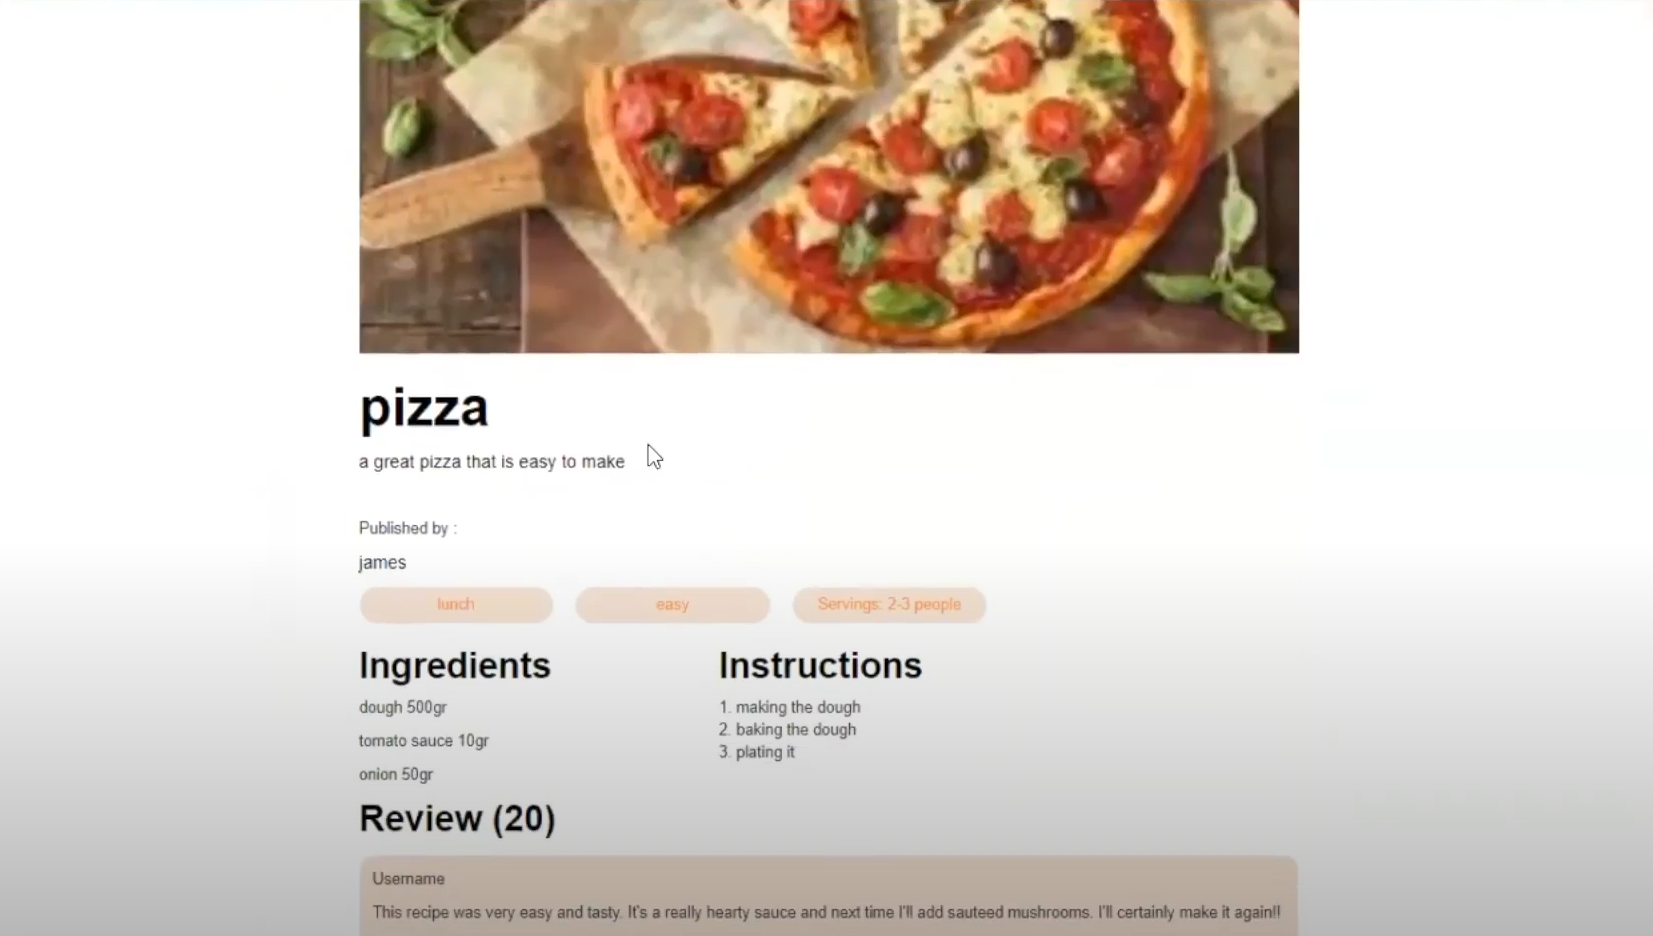 pizza
a great pizza that is easy to make
Published by :
james
lunch
easy
Servings: 2-3 people
Ingredients
dough 500gr
tomato sauce 10gr
onion 50gr
Instructions
1. making the dough
2. baking the dough
3. plating it
Review (20)
Username
This recipe was very easy and tasty. It's a really hearty sauce and next time I'll add sauteed mushrooms. I'll certainly make it again!!